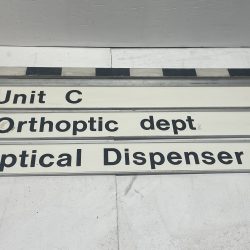 Unit C
Orthoptic dept
ptical Dispenser